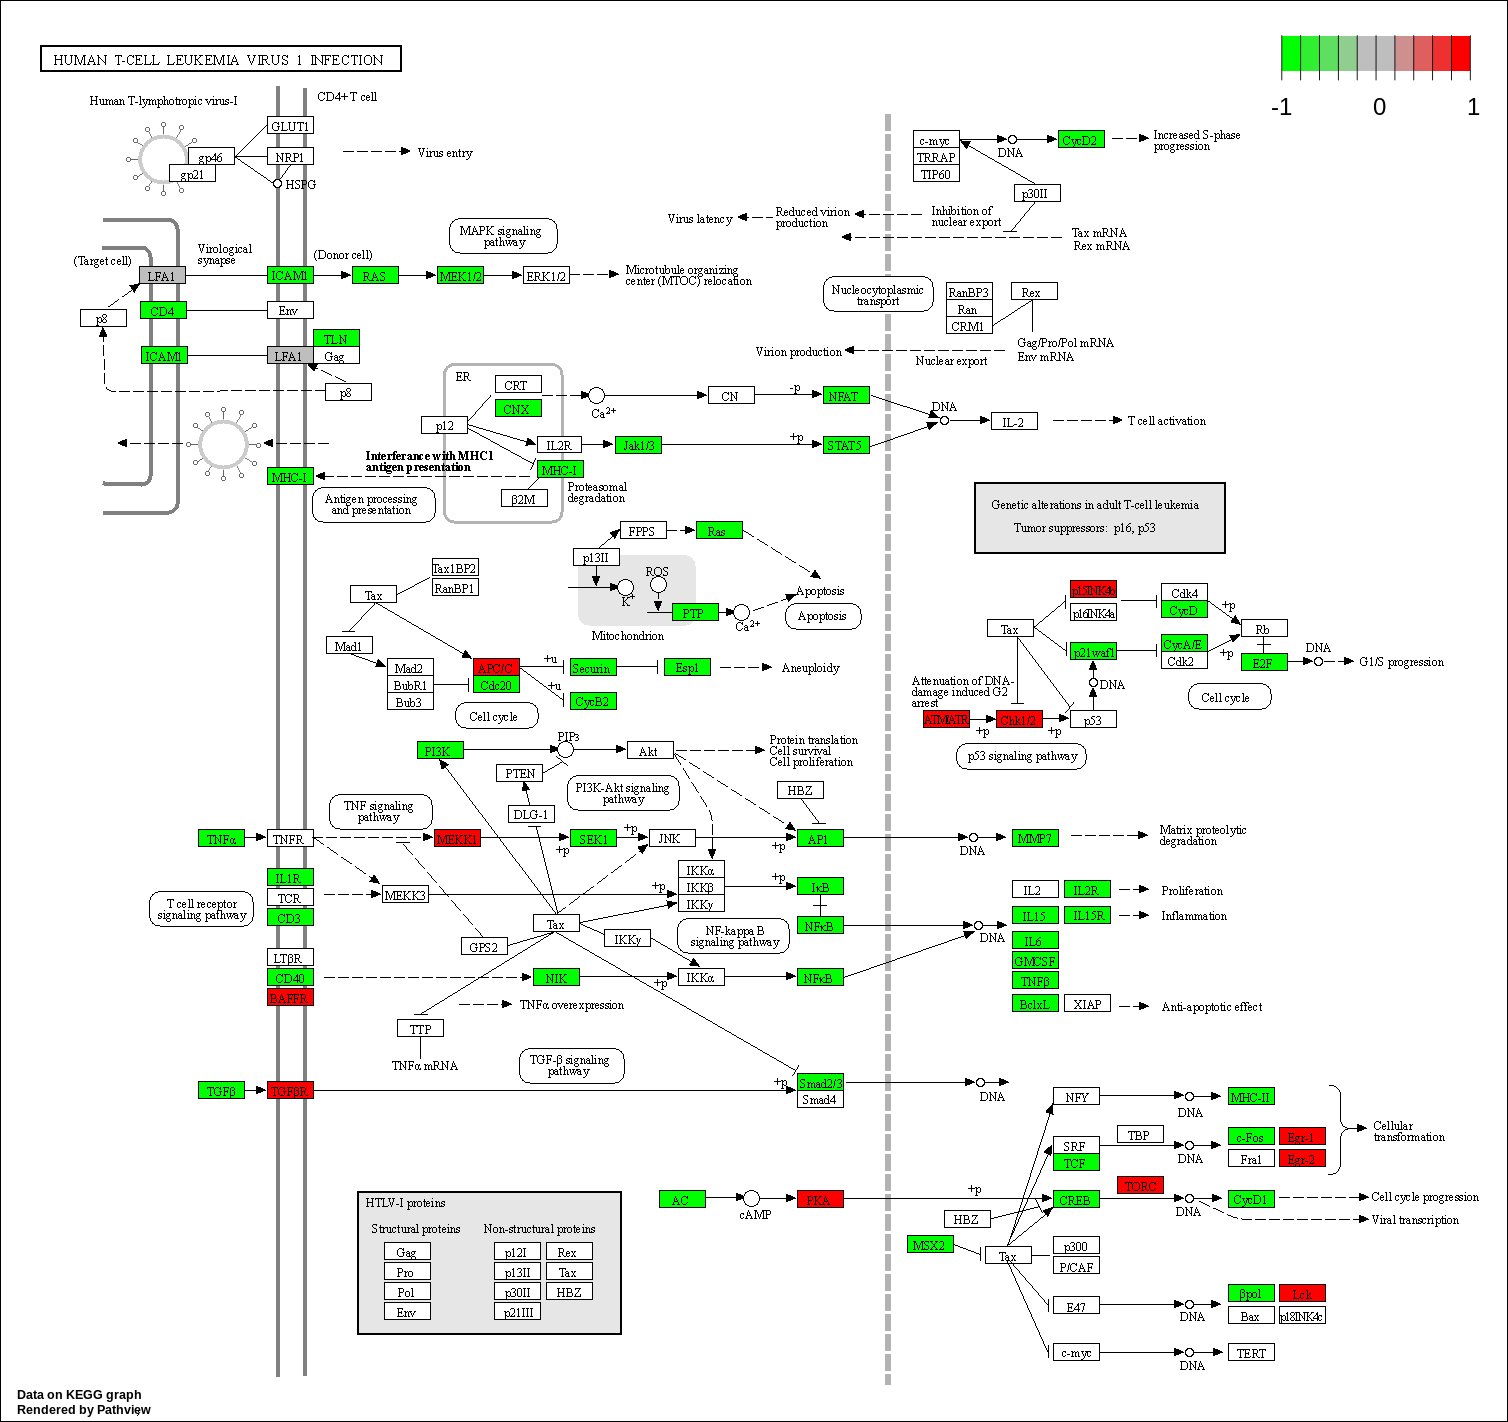 HUMAN T-CELL LEUKEMIA VIRUS 1 INFECTION
-1 0 1
Human T-lymphotropic virus-I
CD4+ T cell
GLUT1
gp46
NRP1
Virus entry
gp21
HSPG
c-myc
TRRAP
TIP60
DNA
CycD2
Increased S-phase
progression
p30II
Virus latency
Reduced virion
production
Inhibition of
nuclear export
Tax mRNA
Rex mRNA
MAPK signaling
pathway
(Target cell)
Virological
synapse
(Donor cell)
LFA1
ICAM1
RAS
MEK1/2
ERK1/2
Microtubule organizing
center (MTOC) relocation
p8
CD4
Env
ICAM1
LFA1
TLN
Gag
p8
Nucleocytoplasmic
transport
RanBP3
Ran
CRM1
Rex
Gag/Pro/Pol mRNA
Env mRNA
Virion production
Nuclear export
ER
CRT
CNX
Ca2+
CN
-p
NFAT
p12
IL2R
Jak1/3
+p
STAT5
DNA
IL-2
T cell activation
Interferance with MHC1
antigen presentation
MHC-I
MHC-I
β2M
Proteasomal
degradation
Antigen processing
and presentation
Genetic alterations in adult T-cell leukemia
Tumor suppressors: p16, p53
FPPS
Ras
p13II
K+
ROS
PTP
Ca2+
Apoptosis
Apoptosis
Mitochondrion
Tax1BP2
RanBP1
Tax
Mad1
Mad2
BubR1
Bub3
APC/C
Cdc20
+u
+u
Securin
CycB2
Esp1
Aneuploidy
Cell cycle
p15INK4b
p16INK4a
Cdk4
CycD
+p
Tax
Rb
p21waf1
CycA/E
Cdk2
+p
E2F
DNA
G1/S progression
Attenuation of DNA-
damage induced G2
arrest
DNA
Cell cycle
ATM/ATR
+p
Chk1/2
+p
p53
p53 signaling pathway
PI3K
PIP3
Akt
Protein translation
Cell survival
Cell proliferation
PTEN
PI3K-Akt signaling
pathway
DLG-1
HBZ
TNF signaling
pathway
TNFα
TNFR
MEKK1
+p
SEK1
+p
JNK
+p
AP1
DNA
MMP7
Matrix proteolytic
degradation
IL1R
TCR
CD3
T cell receptor
signaling pathway
MEKK3
+p
IKKα
IKKβ
IKKγ
+p
IκB
NFκB
IL2
IL2R
Proliferation
IL15
IL15R
Inflammation
DNA
IL6
GMCSF
TNFβ
BclxL
XIAP
Anti-apoptotic effect
Tax
GPS2
IKKγ
NF-kappa B
signaling pathway
LTβR
CD40
BAFFR
NIK
+p
IKKα
NFκB
TNFα overexpression
TTP
TNFα mRNA
TGF-β signaling
pathway
TGFβ
TGFβR
+p
Smad2/3
Smad4
DNA
NFY
DNA
MHC-II
SRF
TCF
TBP
DNA
c-Fos
Egr-1
Fra1
Egr-2
Cellular
transformation
AC
cAMP
PKA
+p
CREB
TORC
DNA
CycD1
Cell cycle progression
Viral transcription
HBZ
MSX2
Tax
p300
P/CAF
E47
DNA
βpol
Lck
Bax
p18INK4c
c-myc
DNA
TERT
HTLV-I proteins
Structural proteins
Non-structural proteins
Gag
p12I
Rex
Pro
p13II
Tax
Pol
p30II
HBZ
Env
p21III
Data on KEGG graph
Rendered by Pathview